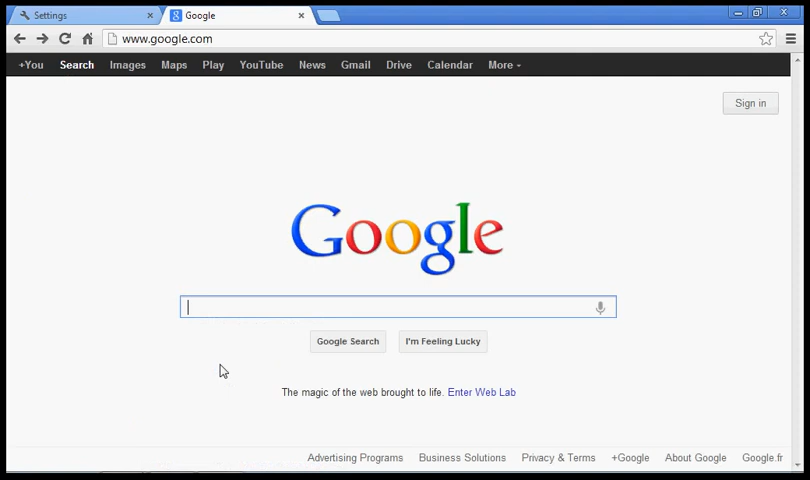 Settings
Google
www.google.com
+You Search Images Maps Play YouTube News Gmail Drive Calendar More
Sign in
Google
Google Search I'm Feeling Lucky
The magic of the web brought to life. Enter Web Lab
Advertising Programs Business Solutions Privacy & Terms +Google About Google Google.fr